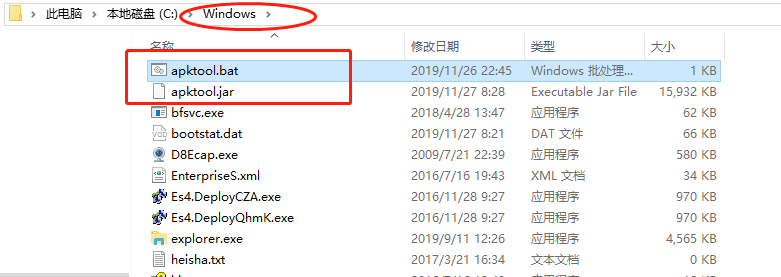 此电脑 > 本地磁盘 (C:) > Windows >
名称 修改日期 类型 大小
apktool.bat 2019/11/26 22:45 Windows 批处理... 1 KB
apktool.jar 2019/11/27 8:28 Executable Jar File 15,932 KB
bfsvc.exe 2018/4/28 13:47 应用程序 62 KB
bootstat.dat 2019/11/27 8:21 DAT 文件 66 KB
D8Ecap.exe 2009/7/21 22:39 应用程序 580 KB
EnterpriseS.xml 2016/7/16 19:43 XML 文档 34 KB
Es4.DeployCZA.exe 2016/11/28 9:27 应用程序 970 KB
Es4.DeployQhmK.exe 2016/11/28 9:27 应用程序 970 KB
explorer.exe 2019/9/11 12:26 应用程序 4,565 KB
heisha.txt 2017/3/21 16:34 文本文档 0 KB